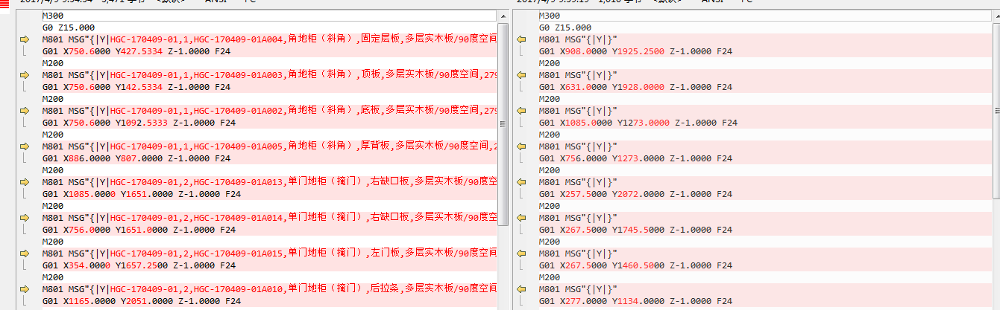 M300
G0 Z15.000
M801 MSG"{|Y|HGC-170409-01,1,HGC-170409-01A004,角地柜（斜角）,固定层板,多层实木板/90度空间
G01 X750.6000 Y427.5334 Z-1.0000 F24
M200
M801 MSG"{|Y|HGC-170409-01,1,HGC-170409-01A003,角地柜（斜角）,顶板,多层实木板/90度空间,279
G01 X750.6000 Y142.5334 Z-1.0000 F24
M200
M801 MSG"{|Y|HGC-170409-01,1,HGC-170409-01A002,角地柜（斜角）,底板,多层实木板/90度空间,279
G01 X750.6000 Y1092.5333 Z-1.0000 F24
M200
M801 MSG"{|Y|HGC-170409-01,1,HGC-170409-01A005,角地柜（斜角）,厚背板,多层实木板/90度空间,2
G01 X886.0000 Y807.0000 Z-1.0000 F24
M200
M801 MSG"{|Y|HGC-170409-01,2,HGC-170409-01A013,单门地柜（掩门）,右缺口板,多层实木板/90度空
G01 X1085.0000 Y1651.0000 Z-1.0000 F24
M200
M801 MSG"{|Y|HGC-170409-01,2,HGC-170409-01A014,单门地柜（掩门）,右缺口板,多层实木板/90度空
G01 X756.0000 Y1651.0000 Z-1.0000 F24
M200
M801 MSG"{|Y|HGC-170409-01,2,HGC-170409-01A015,单门地柜（掩门）,左门板,多层实木板/90度空间
G01 X354.0000 Y1657.2500 Z-1.0000 F24
M200
M801 MSG"{|Y|HGC-170409-01,2,HGC-170409-01A010,单门地柜（掩门）,后拉条,多层实木板/90度空间
G01 X1165.0000 Y2051.0000 Z-1.0000 F24
M300
G0 Z15.000
M801 MSG"{|Y|}"
G01 X908.0000 Y1925.2500 Z-1.0000 F24
M200
M801 MSG"{|Y|}"
G01 X631.0000 Y1928.0000 Z-1.0000 F24
M200
M801 MSG"{|Y|}"
G01 X1085.0000 Y1273.0000 Z-1.0000 F24
M200
M801 MSG"{|Y|}"
G01 X756.0000 Y1273.0000 Z-1.0000 F24
M200
M801 MSG"{|Y|}"
G01 X257.5000 Y2072.0000 Z-1.0000 F24
M200
M801 MSG"{|Y|}"
G01 X267.5000 Y1745.5000 Z-1.0000 F24
M200
M801 MSG"{|Y|}"
G01 X267.5000 Y1460.5000 Z-1.0000 F24
M200
M801 MSG"{|Y|}"
G01 X277.0000 Y1134.0000 Z-1.0000 F24